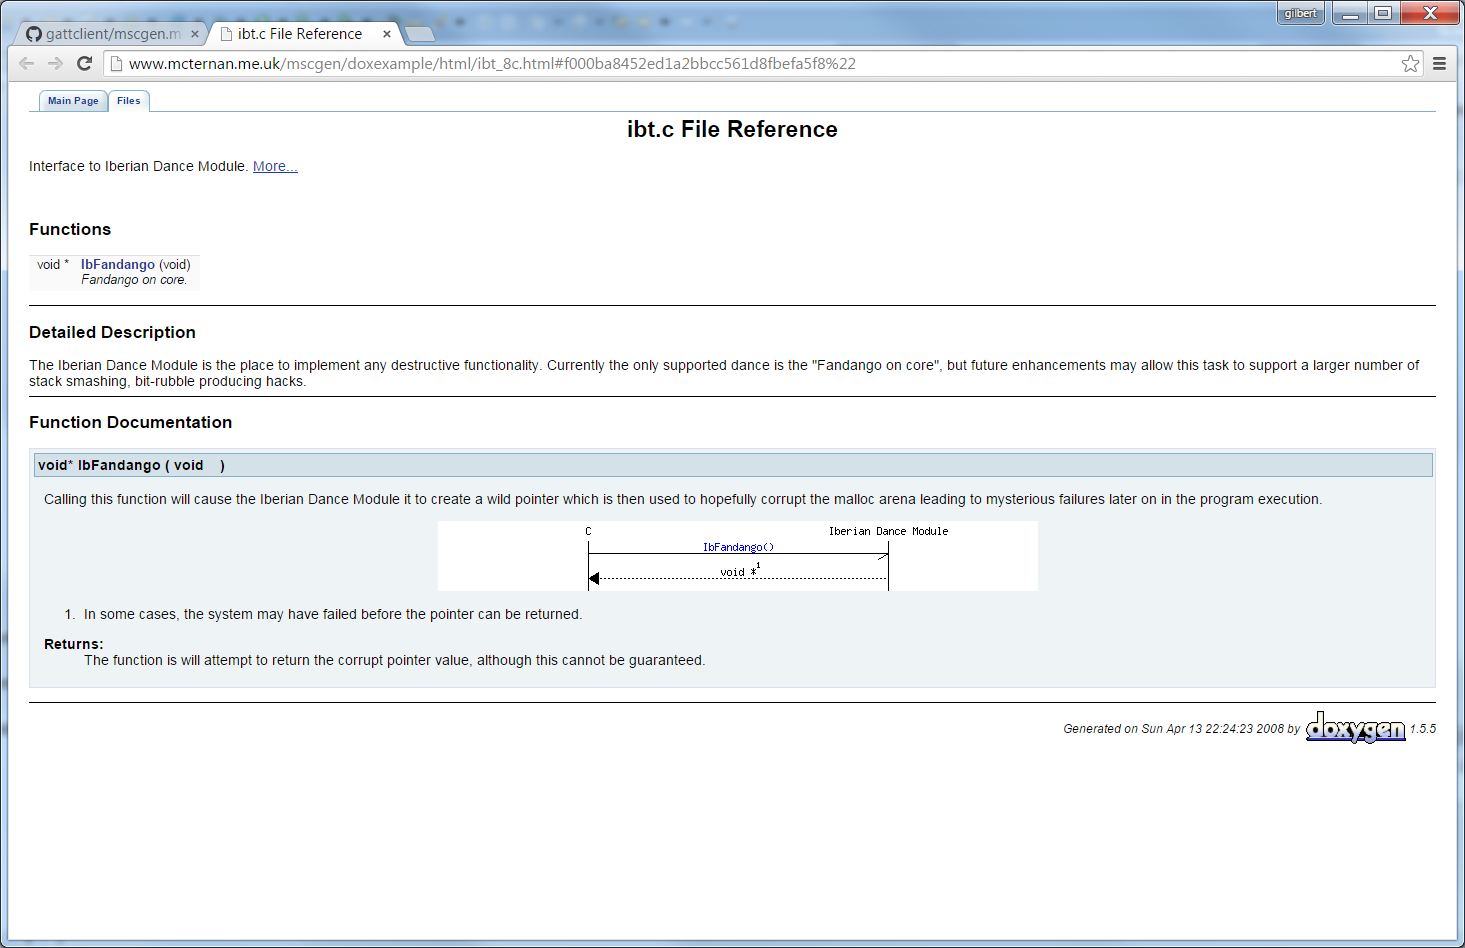 gilbert
gattclient/mscgen.m
ibt.c File Reference
www.mcternan.me.uk/mscgen/doxexample/html/ibt_8c.html#f000ba8452ed1a2bbcc561d8fbefa5f8%22
Main Page Files
ibt.c File Reference
Interface to Iberian Dance Module. More...
Functions
void * IbFandango (void)
Fandango on core.
Detailed Description
The Iberian Dance Module is the place to implement any destructive functionality. Currently the only supported dance is the "Fandango on core", but future enhancements may allow this task to support a larger number of
stack smashing, bit-rubble producing hacks.
Function Documentation
void* IbFandango ( void )
Calling this function will cause the Iberian Dance Module it to create a wild pointer which is then used to hopefully corrupt the malloc arena leading to mysterious failures later on in the program execution.
C Iberian Dance Module
IbFandango()
void *1
1. In some cases, the system may have failed before the pointer can be returned.
Returns:
The function is will attempt to return the corrupt pointer value, although this cannot be guaranteed.
Generated on Sun Apr 13 22:24:23 2008 by doxygen 1.5.5